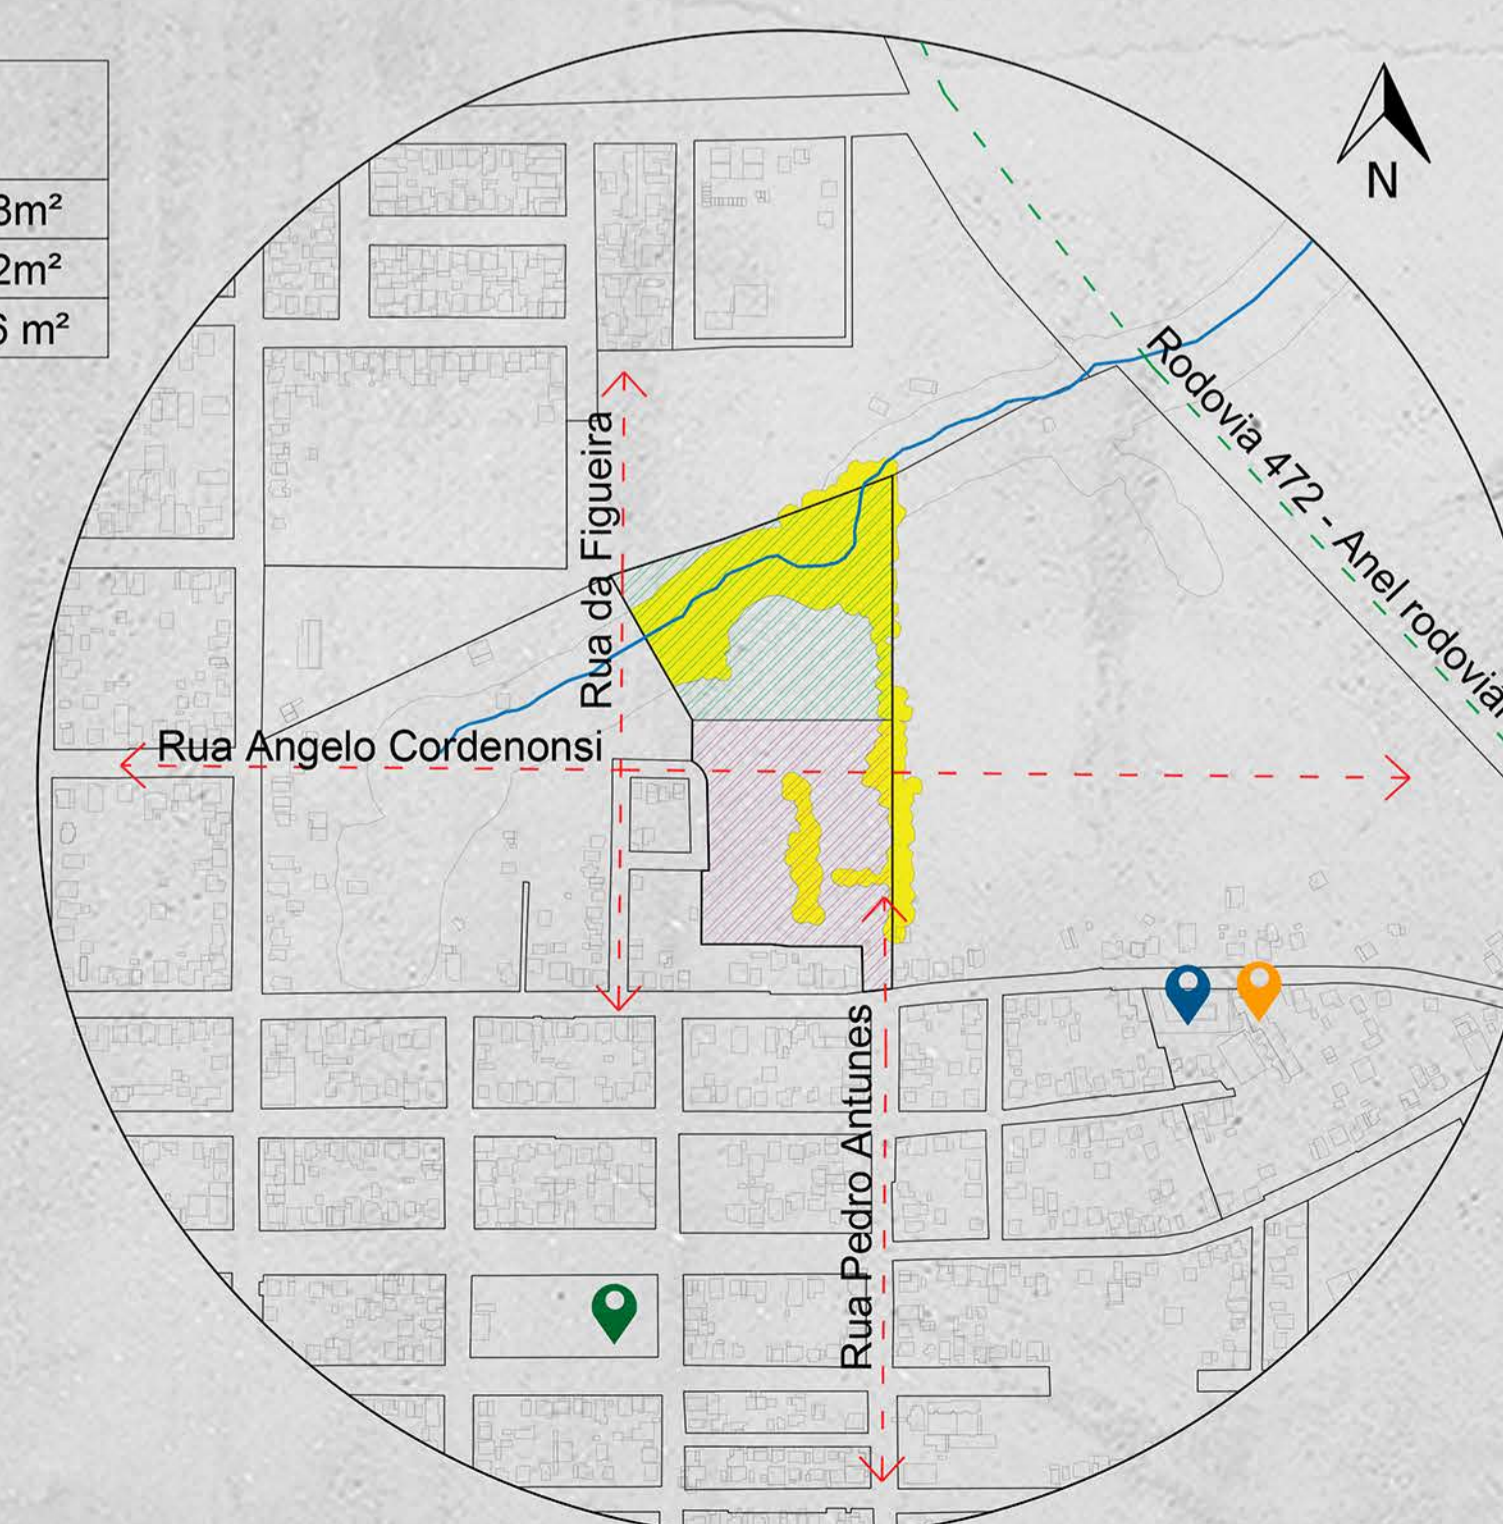 3m²
2m²
6 m²
N
Rodovia 472 - Anel rodoviár
Rua da Figueira
Rua Angelo Cordenonsi
Rua Pedro Antunes